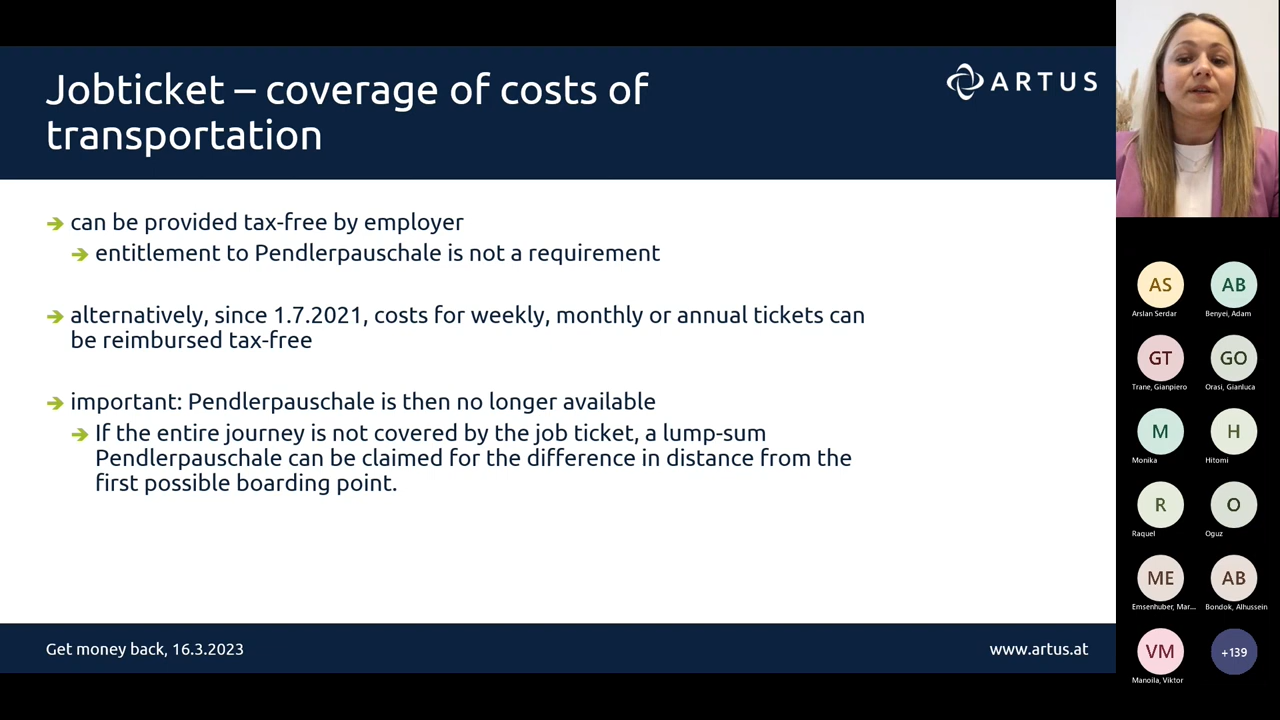 Jobticket – coverage of costs of
transportation
ARTUS
➔ can be provided tax-free by employer
➔ entitlement to Pendlerpauschale is not a requirement
➔ alternatively, since 1.7.2021, costs for weekly, monthly or annual tickets can
be reimbursed tax-free
➔ important: Pendlerpauschale is then no longer available
➔ If the entire journey is not covered by the job ticket, a lump-sum
Pendlerpauschale can be claimed for the difference in distance from the
first possible boarding point.
Get money back, 16.3.2023
www.artus.at
AS
AB
Arslan Serdar
Benyei, Adam
GT
GO
Trane, Gianpiero
Orasi, Gianluca
M
H
Monika
Hitomi
R
O
Raquel
Oguz
ME
AB
Emsenhuber, Mar...
Bondok, Alhussein
VM
+139
Manoila, Viktor